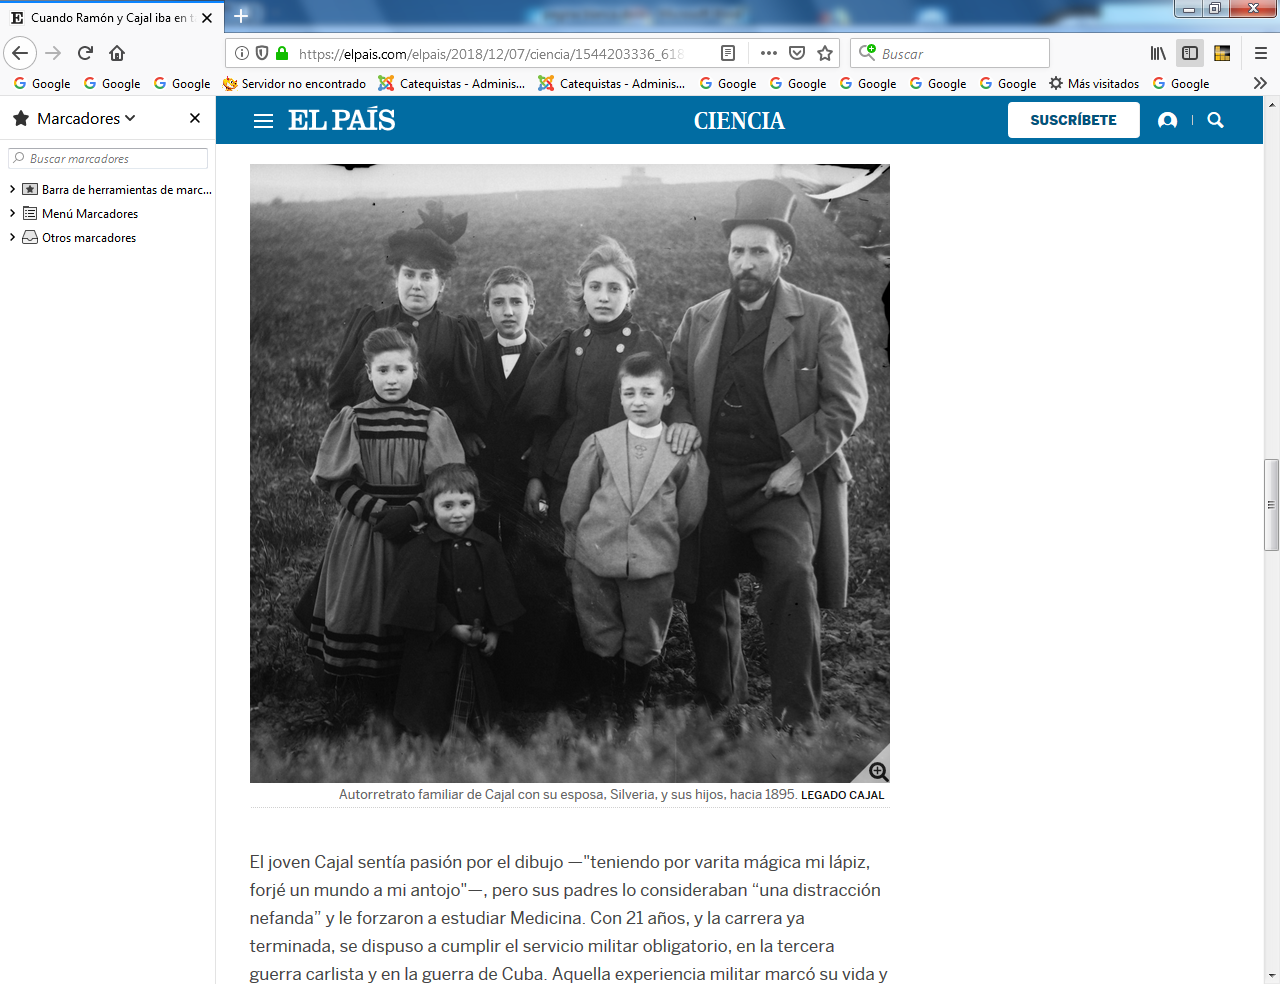 Cuando Ramón y Cajal iba en t
https://elpais.com/elpais/2018/12/07/ciencia/1544203336_618
Buscar
Google
Google
Google
Servidor no encontrado
Catequistas - Adminis...
Catequistas - Adminis...
Google
Google
Google
Google
Google
Más visitados
Google
Marcadores
Buscar marcadores
Barra de herramientas de marc...
Menú Marcadores
Otros marcadores
EL PAÍS
CIENCIA
SUSCRÍBETE
Autorretrato familiar de Cajal con su esposa, Silveria, y sus hijos, hacia 1895. LEGADO CAJAL
El joven Cajal sentía pasión por el dibujo —"teniendo por varita mágica mi lápiz,
forjé un mundo a mi antojo"—, pero sus padres lo consideraban “una distracción
nefanda” y le forzaron a estudiar Medicina. Con 21 años, y la carrera ya
terminada, se dispuso a cumplir el servicio militar obligatorio, en la tercera
guerra carlista y en la guerra de Cuba. Aquella experiencia militar marcó su vida y